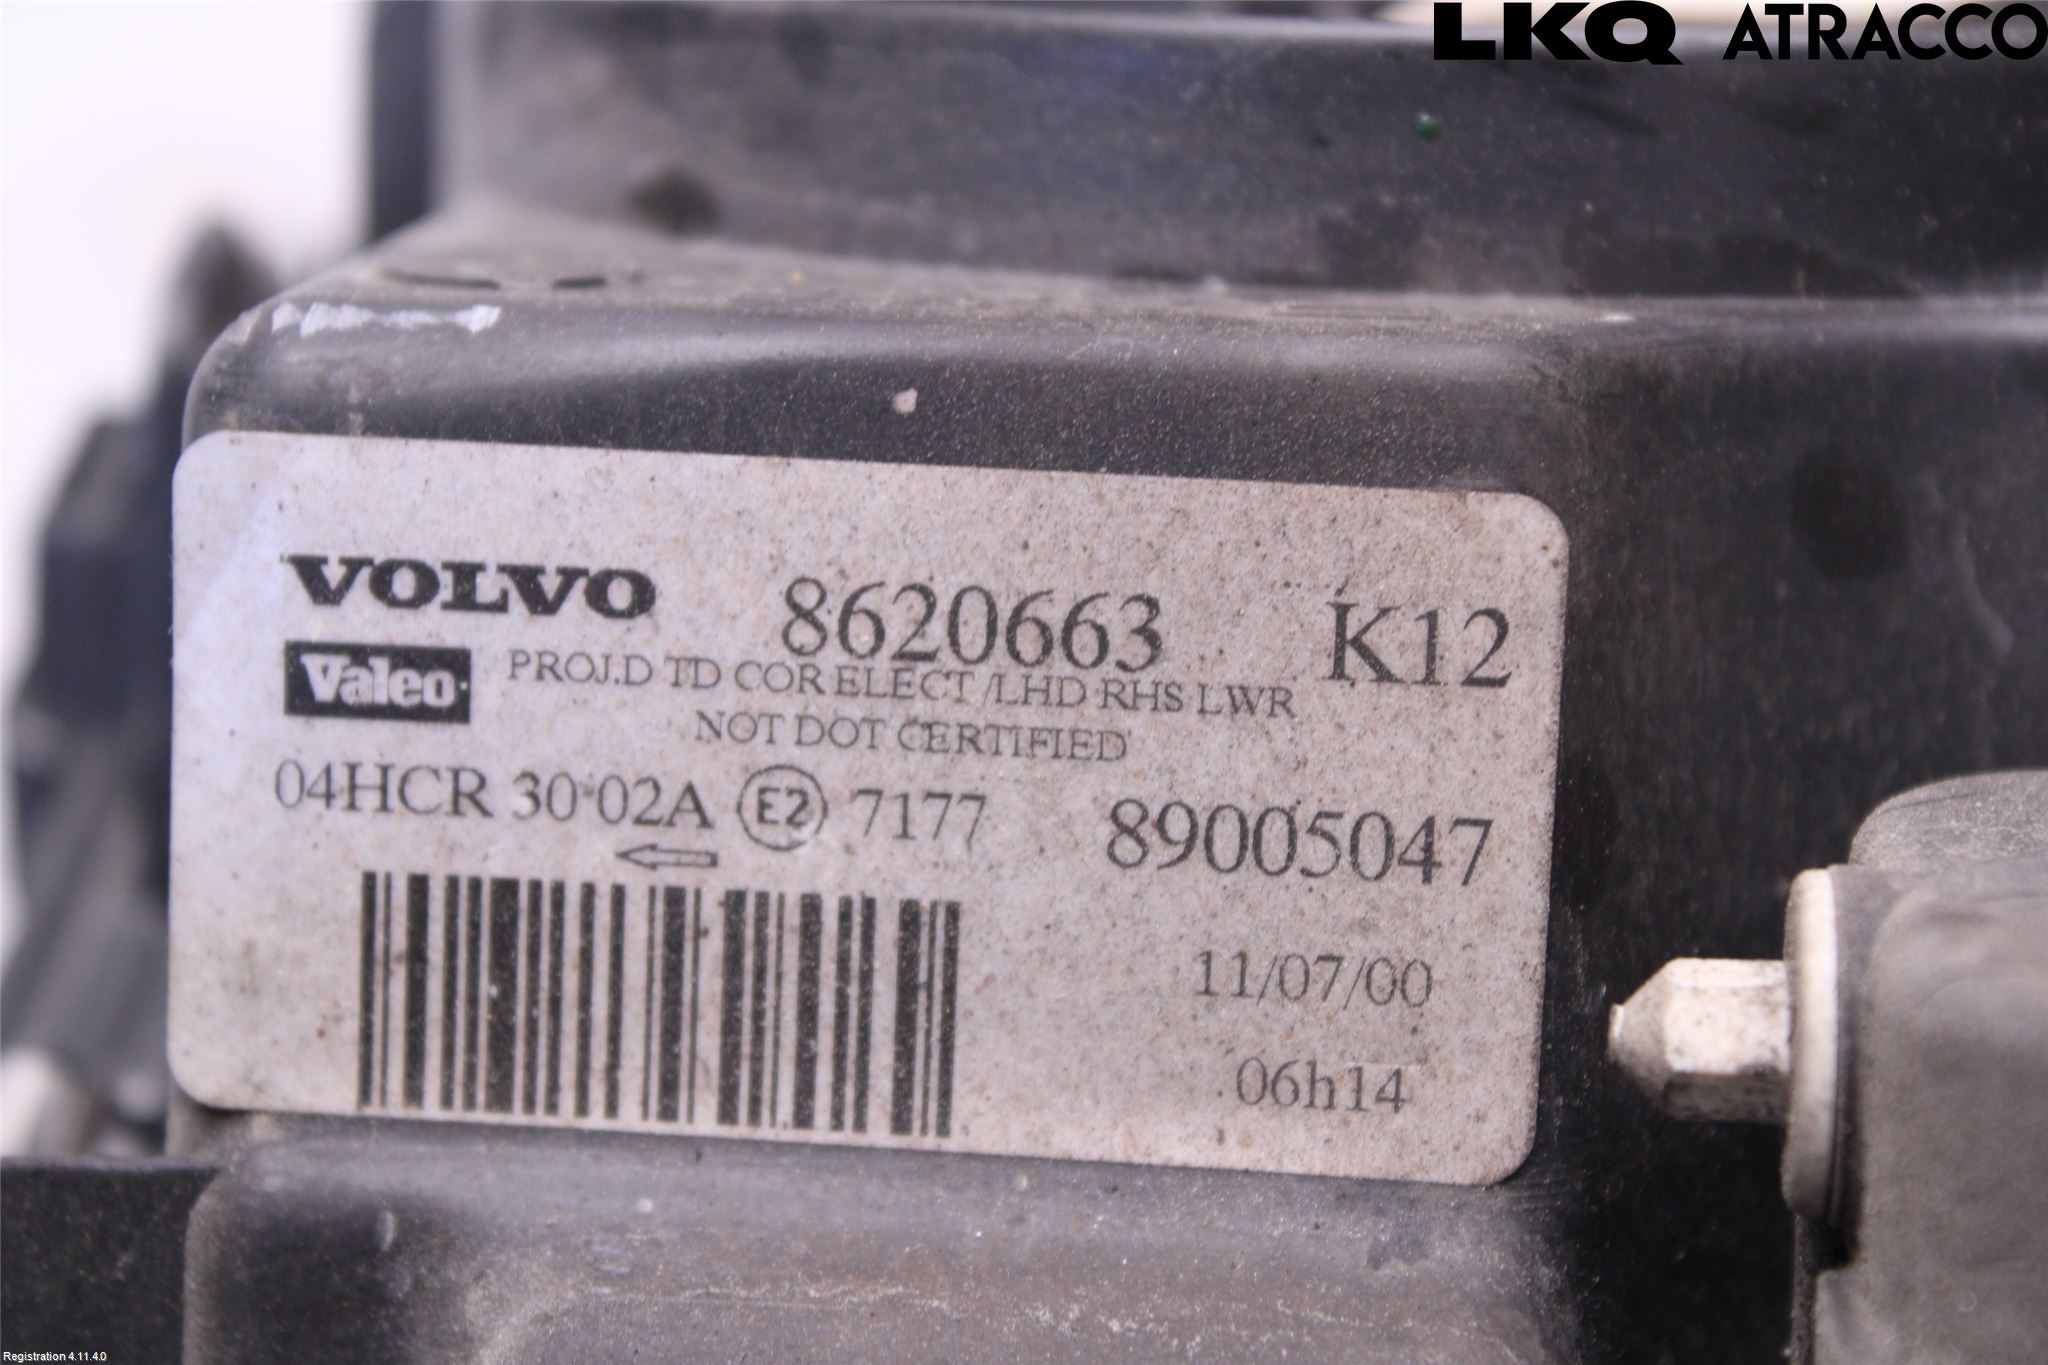 LKQ ATRACCO
VOLVO 8620663 K12
Valeo PROJ.D TD COR ELECT /LHD RHS LWR
NOT DOT CERTIFIED
04HCR 30 02A E2 7177 89005047
11/07/00
06h14
Registration 4.11.4.0